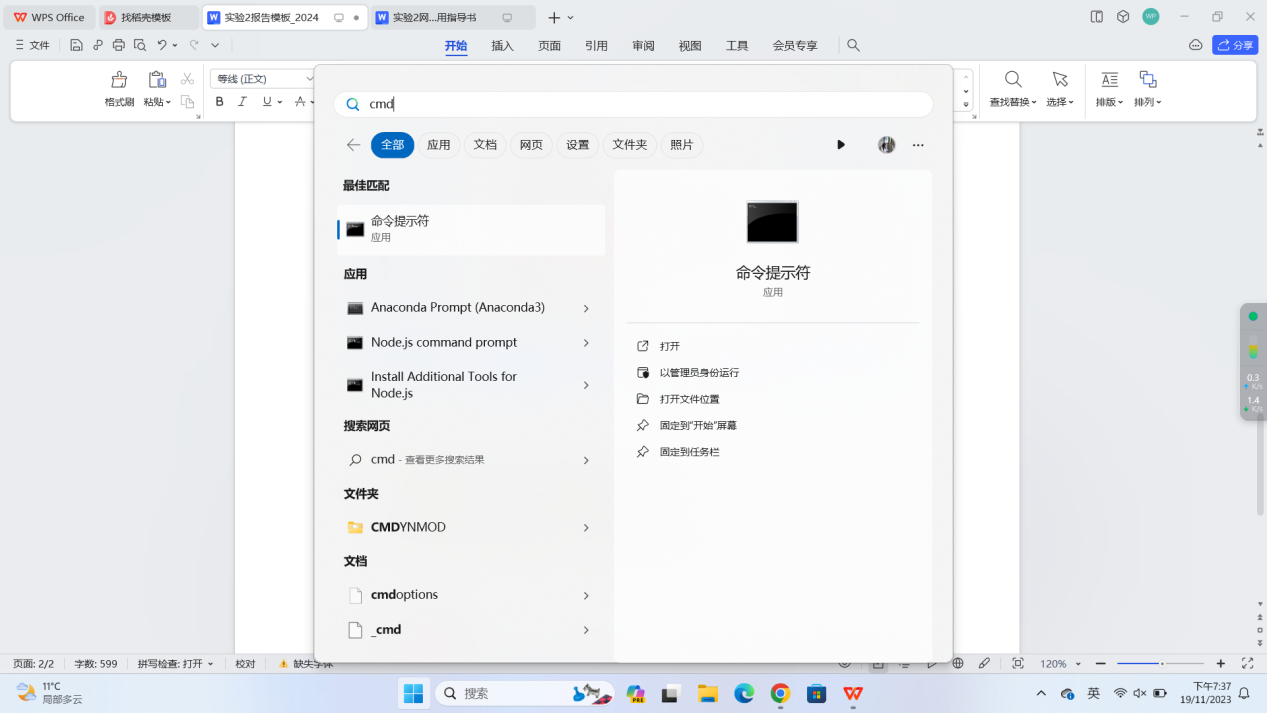 WPS Office
找稻壳模板
实验2报告模板_2024
实验2网...用指导书
文件
开始
插入
页面
引用
审阅
视图
工具
会员专享
分享
格式刷
粘贴
等线 (正文)
B I U A
查找替换
选择
排版
排列
cmd
全部
应用
文档
网页
设置
文件夹
照片
最佳匹配
命令提示符
应用
应用
Anaconda Prompt (Anaconda3)
Node.js command prompt
Install Additional Tools for
Node.js
搜索网页
cmd - 查看更多搜索结果
文件夹
CMDYNMOD
文档
cmdoptions
_cmd
命令提示符
应用
打开
以管理员身份运行
打开文件位置
固定到"开始"屏幕
固定到任务栏
WP
0.3
K/s
1.4
K/s
页面: 2/2
字数: 599
拼写检查: 打开
校对
缺失字体
120%
11°C
局部多云
搜索
PRE
英
下午7:37
19/11/2023